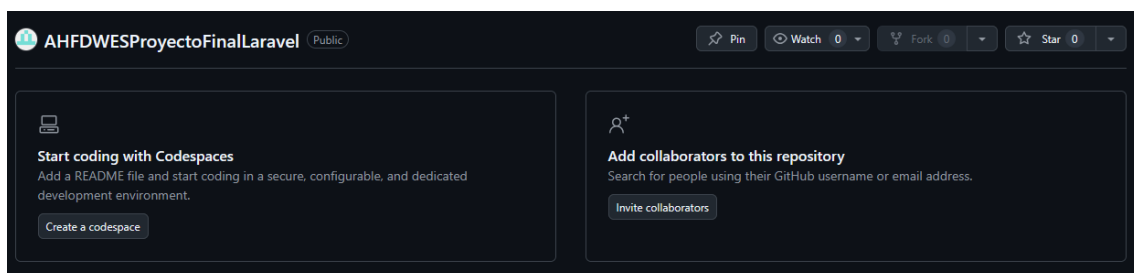 AHFDWESProyectoFinalLaravel Public
Pin Watch 0 Fork 0 Star 0
Start coding with Codespaces
Add a README file and start coding in a secure, configurable, and dedicated
development environment.
Create a codespace
Add collaborators to this repository
Search for people using their GitHub username or email address.
Invite collaborators